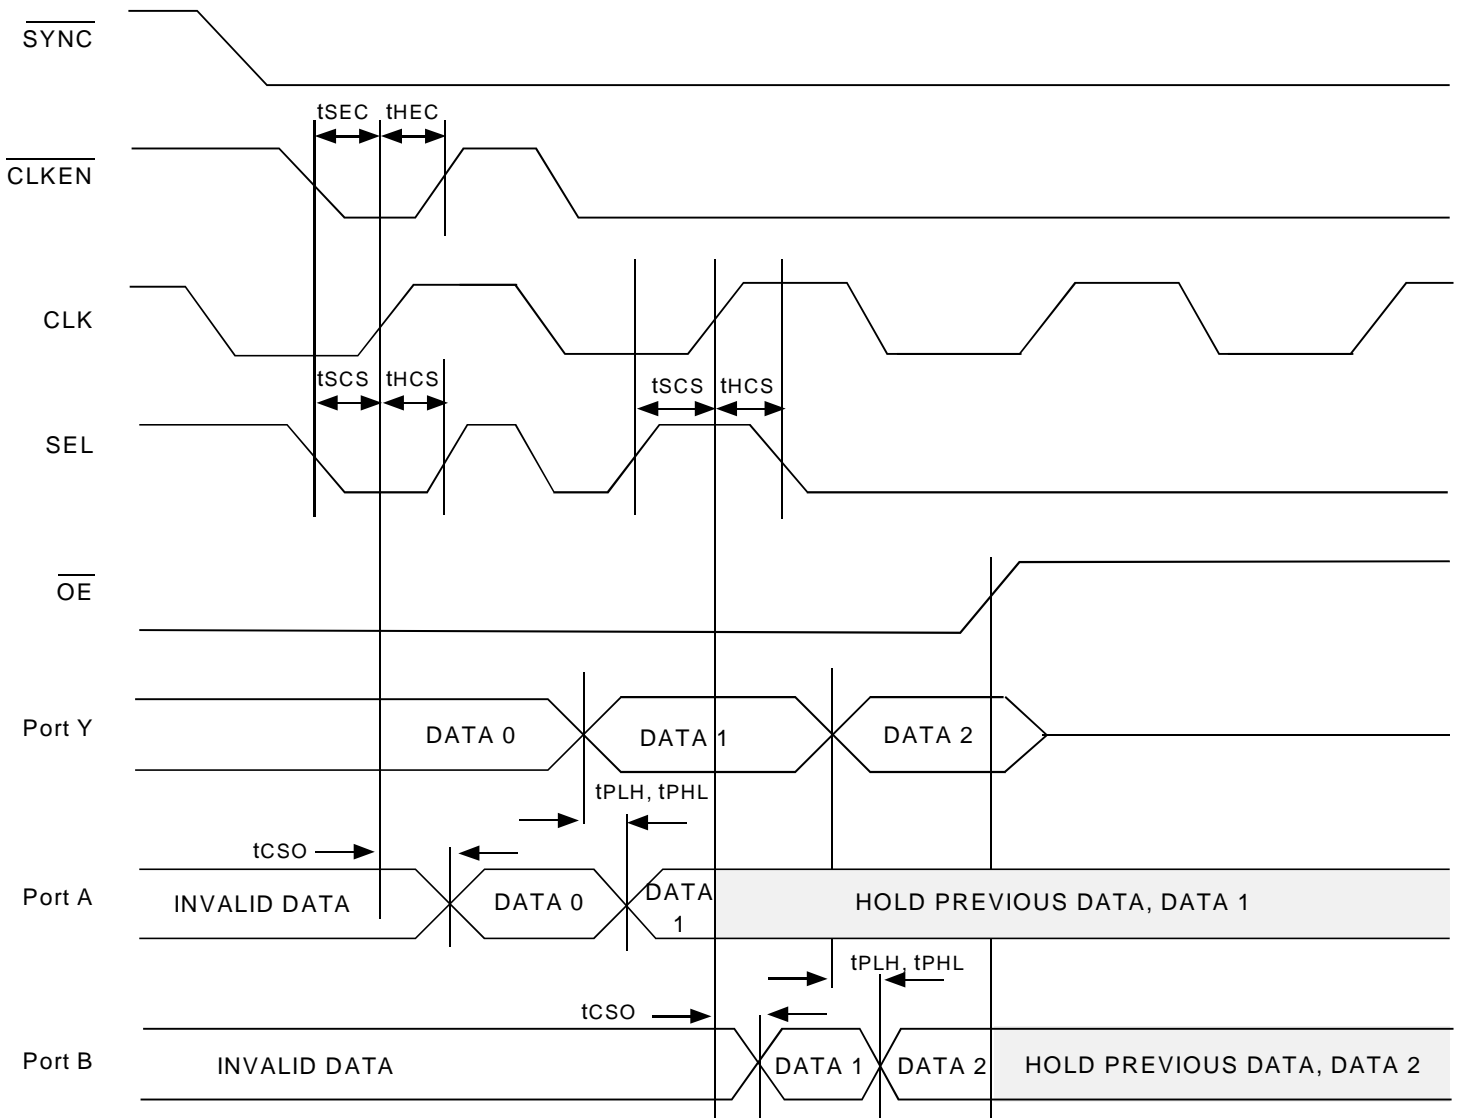 SYNC
tSEC tHEC
CLKEN
CLK
tSCS tHCS tSCS tHCS
SEL
OE
Port Y DATA 0 DATA 1 DATA 2
tPLH, tPHL
tCSO
Port A INVALID DATA DATA 0 DATA 1 HOLD PREVIOUS DATA, DATA 1
tPLH, tPHL
tCSO
Port B INVALID DATA DATA 1 DATA 2 HOLD PREVIOUS DATA, DATA 2